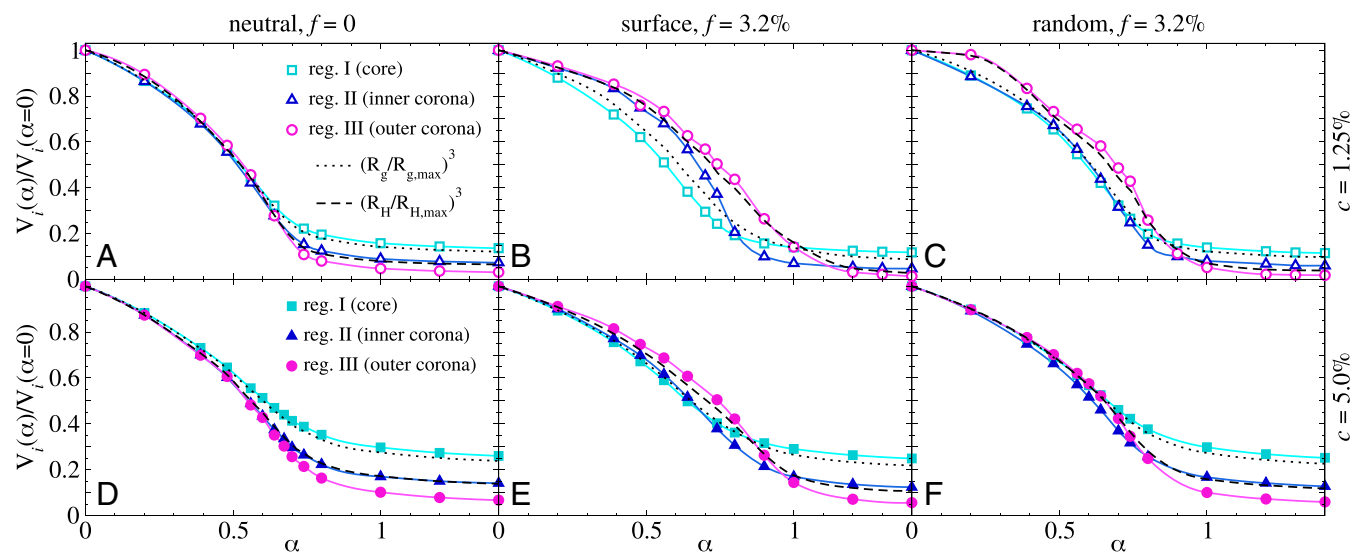 neutral, f = 0
surface, f = 3.2%
random, f = 3.2%
1
0.8
0.6
0.4
0.2
0
V_i(α)/V_i(α=0)
reg. I (core)
reg. II (inner corona)
reg. III (outer corona)
(R_g/R_g,max)^3
(R_H/R_H,max)^3
A
B
C
c = 1.25%
0.8
0.6
0.4
0.2
0
V_i(α)/V_i(α=0)
reg. I (core)
reg. II (inner corona)
reg. III (outer corona)
D
E
F
c = 5.0%
0
0.5
1
0
0.5
1
0
0.5
1
α
α
α